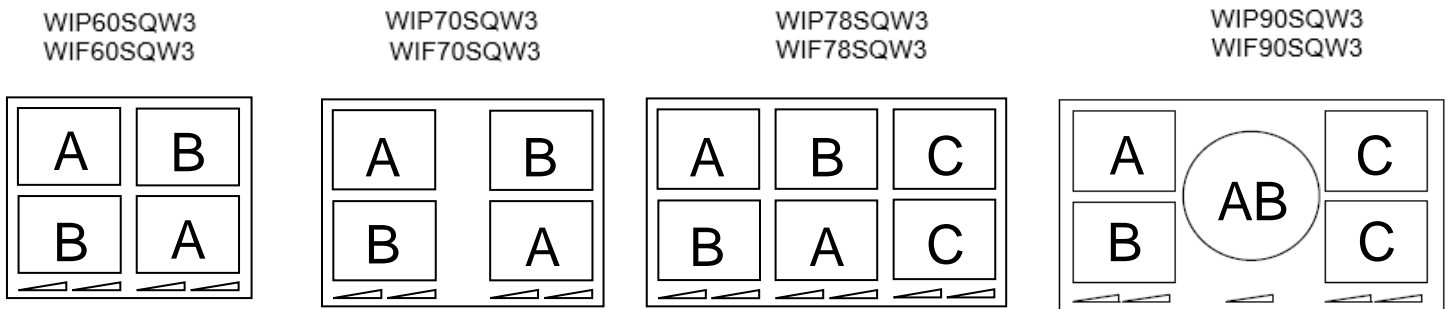 WIP60SQW3
WIF60SQW3
WIP70SQW3
WIF70SQW3
WIP78SQW3
WIF78SQW3
WIP90SQW3
WIF90SQW3
A B
B A
A B
B A
A B C
B A C
A AB C
B C